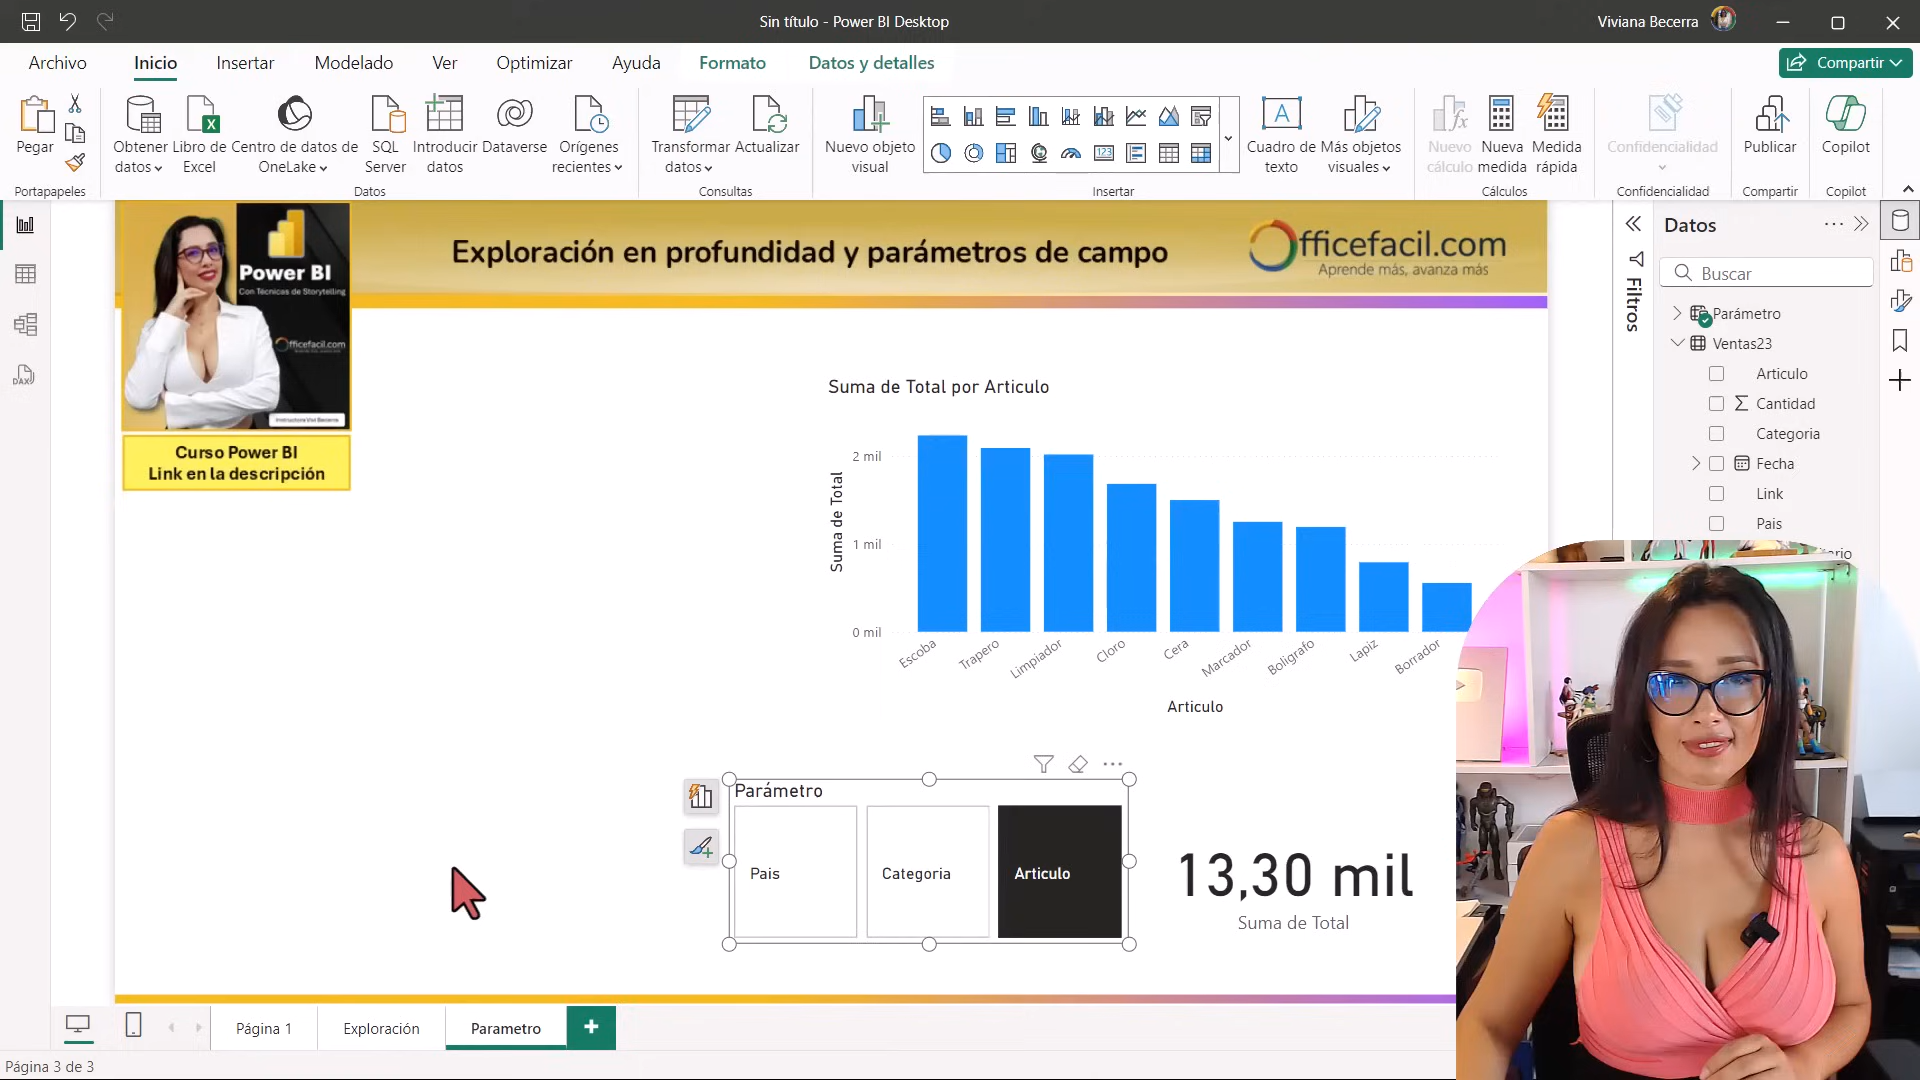 Sin título - Power BI Desktop
Viviana Becerra
Archivo
Inicio
Insertar
Modelado
Ver
Optimizar
Ayuda
Formato
Datos y detalles
Compartir
Pegar
Portapapeles
Obtener datos
Libro de Excel
Centro de datos de OneLake
SQL Server
Introducir datos
Dataverse
Orígenes recientes
Datos
Transformar datos
Actualizar
Consultas
Nuevo objeto visual
Cuadro de texto
Más objetos visuales
Insertar
Nuevo cálculo
Nueva medida
Medida rápida
Cálculos
Confidencialidad
Confidencialidad
Publicar
Compartir
Copilot
Copilot
Power BI
Con Técnicas de Storytelling
Officefacil.com
Instructora Vivi Becerra
Curso Power BI
Link en la descripción
Exploración en profundidad y parámetros de campo
Officefacil.com
Aprende más, avanza más
Suma de Total por Articulo
Suma de Total
2 mil
1 mil
0 mil
Escoba
Trapero
Limpiador
Cloro
Cera
Marcador
Boligrafo
Lapiz
Borrador
Articulo
Parámetro
Pais
Categoria
Articulo
13,30 mil
Suma de Total
Filtros
Datos
Buscar
Parámetro
Ventas23
Articulo
Cantidad
Categoria
Fecha
Link
Pais
DAX
Página 1
Exploración
Parametro
Página 3 de 3